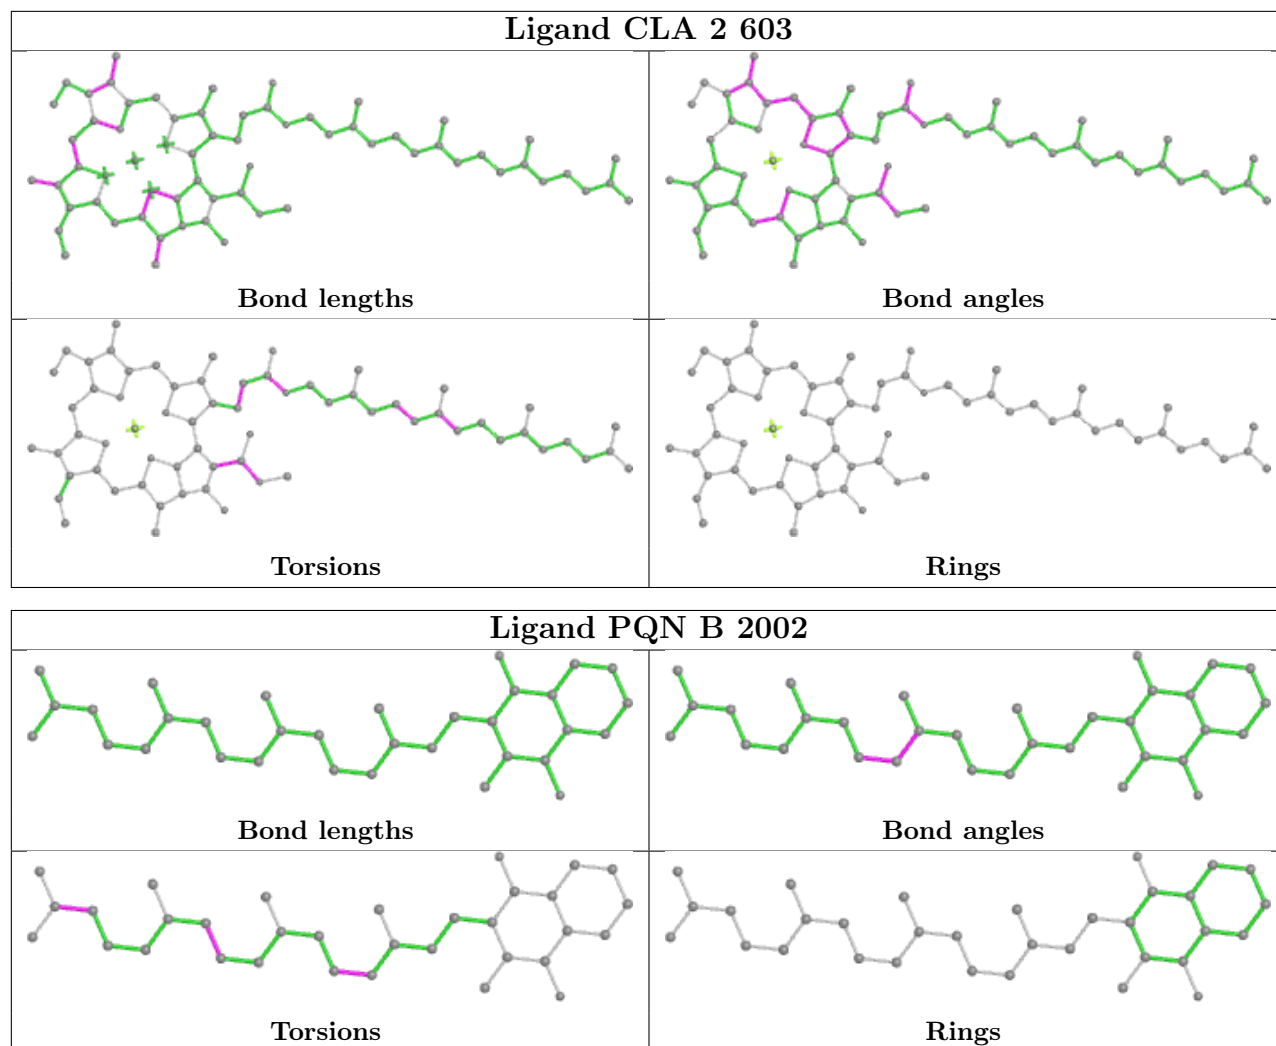 Ligand CLA 2 603
Bond lengths
Bond angles
Torsions
Rings
Ligand PQN B 2002
Bond lengths
Bond angles
Torsions
Rings